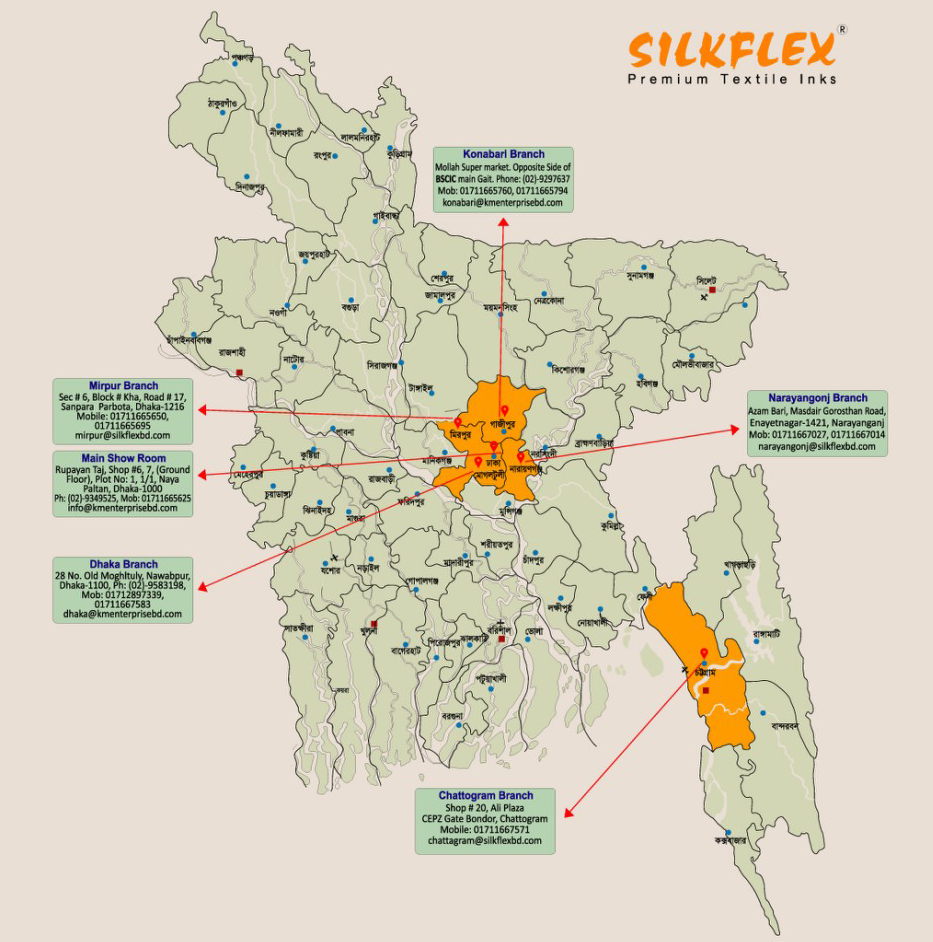 SILKFLEX®
Premium Textile Inks
পঞ্চগড়
ঠাকুরগাঁও
নীলফামারী
লালমনিরহাট
রংপুর
কুড়িগ্রাম
দিনাজপুর
গাইবান্ধা
Konabari Branch
Mollah Super market. Opposite Side of
BSCIC main Gait. Phone: (02)-9297637
Mob: 01711665760, 01711665794
konabari@kmenterprisebd.com
জয়পুরহাট
শেরপুর
জামালপুর
ময়মনসিংহ
নেত্রকোনা
সুনামগঞ্জ
সিলেট
নওগাঁ
বগুড়া
চাঁপাইনবাবগঞ্জ
রাজশাহী
নাটোর
সিরাজগঞ্জ
টাঙ্গাইল
কিশোরগঞ্জ
হবিগঞ্জ
মৌলভীবাজার
Mirpur Branch
Sec # 6, Block # Kha, Road # 17,
Sanpara Parbota, Dhaka-1216
Mobile: 01711665650,
01711665695
mirpur@silkflexbd.com
Narayangonj Branch
Azam Bari, Masdair Gorosthan Road,
Enayetnagar-1421, Narayanganj
Mob: 01711667027, 01711667014
narayangonj@silkflexbd.com
পাবনা
মিরপুর
গাজীপুর
ব্রাহ্মণবাড়িয়া
Main Show Room
Rupayan Taj, Shop #6, 7, (Ground
Floor), Plot No: 1, 1/1, Naya
Paltan, Dhaka-1000
Ph: (02)-9349525, Mob: 01711665625
info@kmenterprisebd.com
মেহেরপুর
কুষ্টিয়া
মানিকগঞ্জ
ঢাকা
মোগলটুলী
নারায়ণগঞ্জ
নরসিংদী
চুয়াডাঙ্গা
রাজবাড়ী
ঝিনাইদহ
মাগুরা
ফরিদপুর
মুন্সিগঞ্জ
কুমিল্লা
Dhaka Branch
28 No. Old Moghltuly, Nawabpur,
Dhaka-1100, Ph: (02)-9583198,
Mob: 01712897339,
01711667583
dhaka@kmenterprisebd.com
যশোর
নড়াইল
মাদারীপুর
শরীয়তপুর
চাঁদপুর
গোপালগঞ্জ
লক্ষীপুর
নোয়াখালী
ফেনী
খাগড়াছড়ি
রাঙ্গামাটি
সাতক্ষীরা
খুলনা
বাগেরহাট
পিরোজপুর
ঝালকাঠি
বরিশাল
ভোলা
পটুয়াখালী
বরগুনা
চট্টগ্রাম
বান্দরবন
Chattogram Branch
Shop # 20, Ali Plaza
CEPZ Gate Bondor, Chattogram
Mobile: 01711667571
chattagram@silkflexbd.com
কক্সবাজার